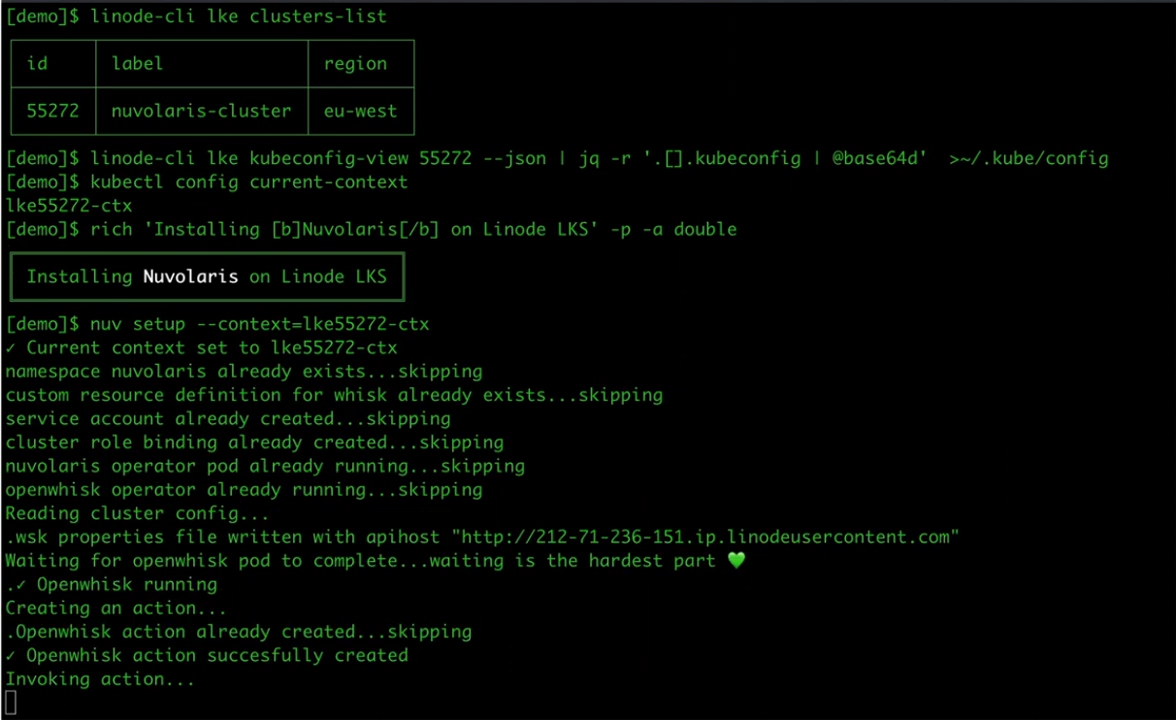 [demo]$ linode-cli lke clusters-list
id label region
55272 nuvolaris-cluster eu-west
[demo]$ linode-cli lke kubeconfig-view 55272 --json | jq -r '.[].kubeconfig | @base64d'  >~/.kube/config
[demo]$ kubectl config current-context
lke55272-ctx
[demo]$ rich 'Installing [b]Nuvolaris[/b] on Linode LKS' -p -a double
Installing Nuvolaris on Linode LKS
[demo]$ nuv setup --context=lke55272-ctx
✓ Current context set to lke55272-ctx
namespace nuvolaris already exists...skipping
custom resource definition for whisk already exists...skipping
service account already created...skipping
cluster role binding already created...skipping
nuvolaris operator pod already running...skipping
openwhisk operator already running...skipping
Reading cluster config...
.wsk properties file written with apihost "http://212-71-236-151.ip.linodeusercontent.com"
Waiting for openwhisk pod to complete...waiting is the hardest part 💚
.✓ Openwhisk running
Creating an action...
.Openwhisk action already created...skipping
✓ Openwhisk action succesfully created
Invoking action...